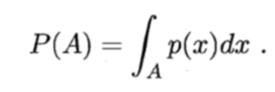 P(A) = ∫_A p(x)dx .